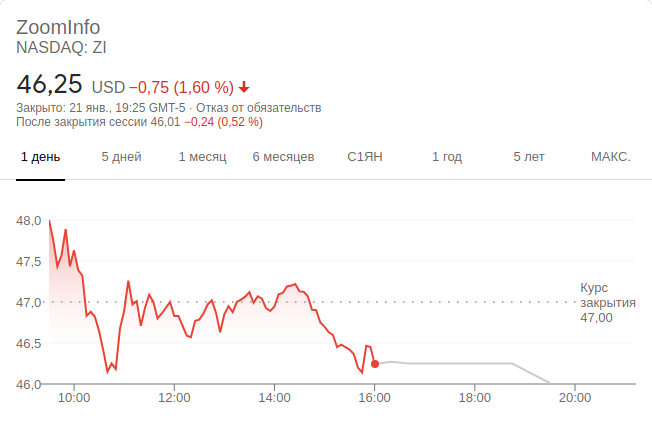 ZoomInfo
NASDAQ: ZI
46,25 USD −0,75 (1,60 %)
Закрыто: 21 янв., 19:25 GMT-5 · Отказ от обязательств
После закрытия сессии 46,01 −0,24 (0,52 %)
1 день 5 дней 1 месяц 6 месяцев С1ЯН 1 год 5 лет МАКС.
48,0
47,5
47,0
46,5
46,0
Курс
закрытия
47,00
10:00 12:00 14:00 16:00 18:00 20:00